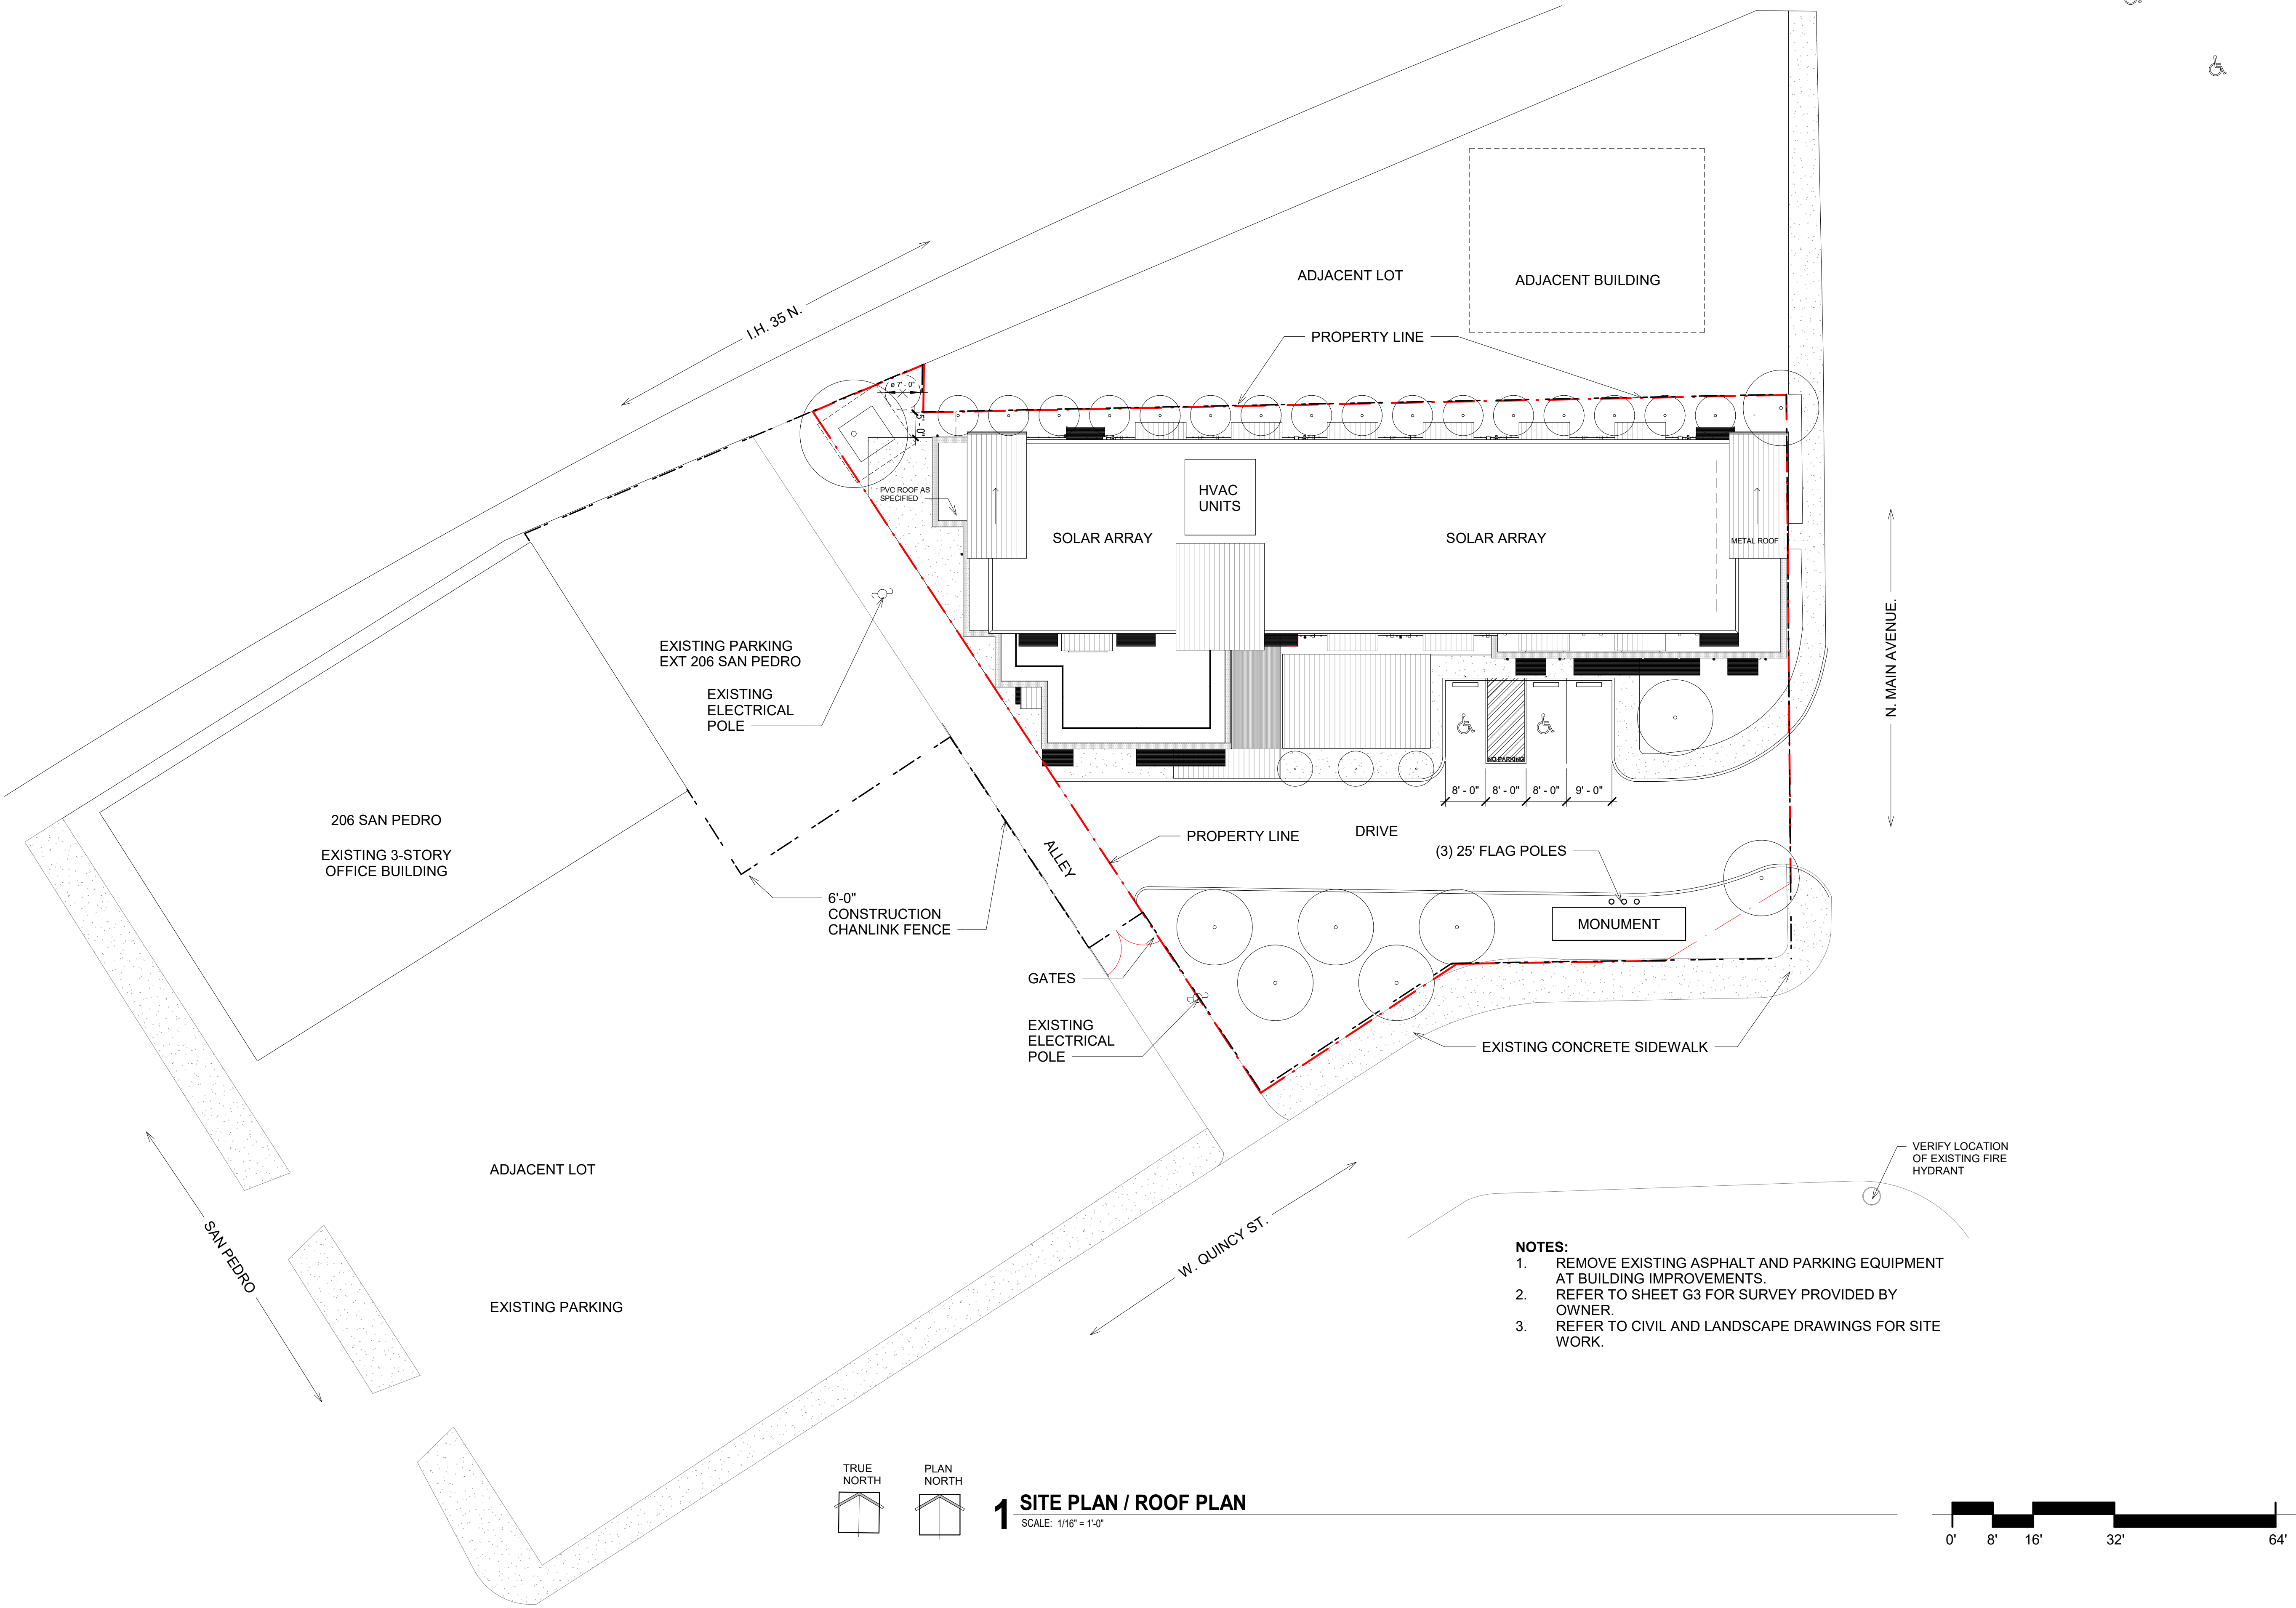 I.H. 35 N.
ADJACENT LOT
ADJACENT BUILDING
PROPERTY LINE
ø 7' - 0"
5' - 0"
PVC ROOF AS
SPECIFIED
HVAC
UNITS
SOLAR ARRAY
SOLAR ARRAY
METAL ROOF
N. MAIN AVENUE.
EXISTING PARKING
EXT 206 SAN PEDRO
EXISTING
ELECTRICAL
POLE
NO PARKING
8' - 0"
8' - 0"
8' - 0"
9' - 0"
206 SAN PEDRO
EXISTING 3-STORY
OFFICE BUILDING
ALLEY
PROPERTY LINE
DRIVE
(3) 25' FLAG POLES
MONUMENT
6'-0"
CONSTRUCTION
CHANLINK FENCE
GATES
EXISTING
ELECTRICAL
POLE
EXISTING CONCRETE SIDEWALK
ADJACENT LOT
SAN PEDRO
EXISTING PARKING
W. QUINCY ST.
VERIFY LOCATION
OF EXISTING FIRE
HYDRANT
NOTES:
1. REMOVE EXISTING ASPHALT AND PARKING EQUIPMENT
AT BUILDING IMPROVEMENTS.
2. REFER TO SHEET G3 FOR SURVEY PROVIDED BY
OWNER.
3. REFER TO CIVIL AND LANDSCAPE DRAWINGS FOR SITE
WORK.
TRUE
NORTH
PLAN
NORTH
1 SITE PLAN / ROOF PLAN
SCALE: 1/16" = 1'-0"
0' 8' 16' 32' 64'